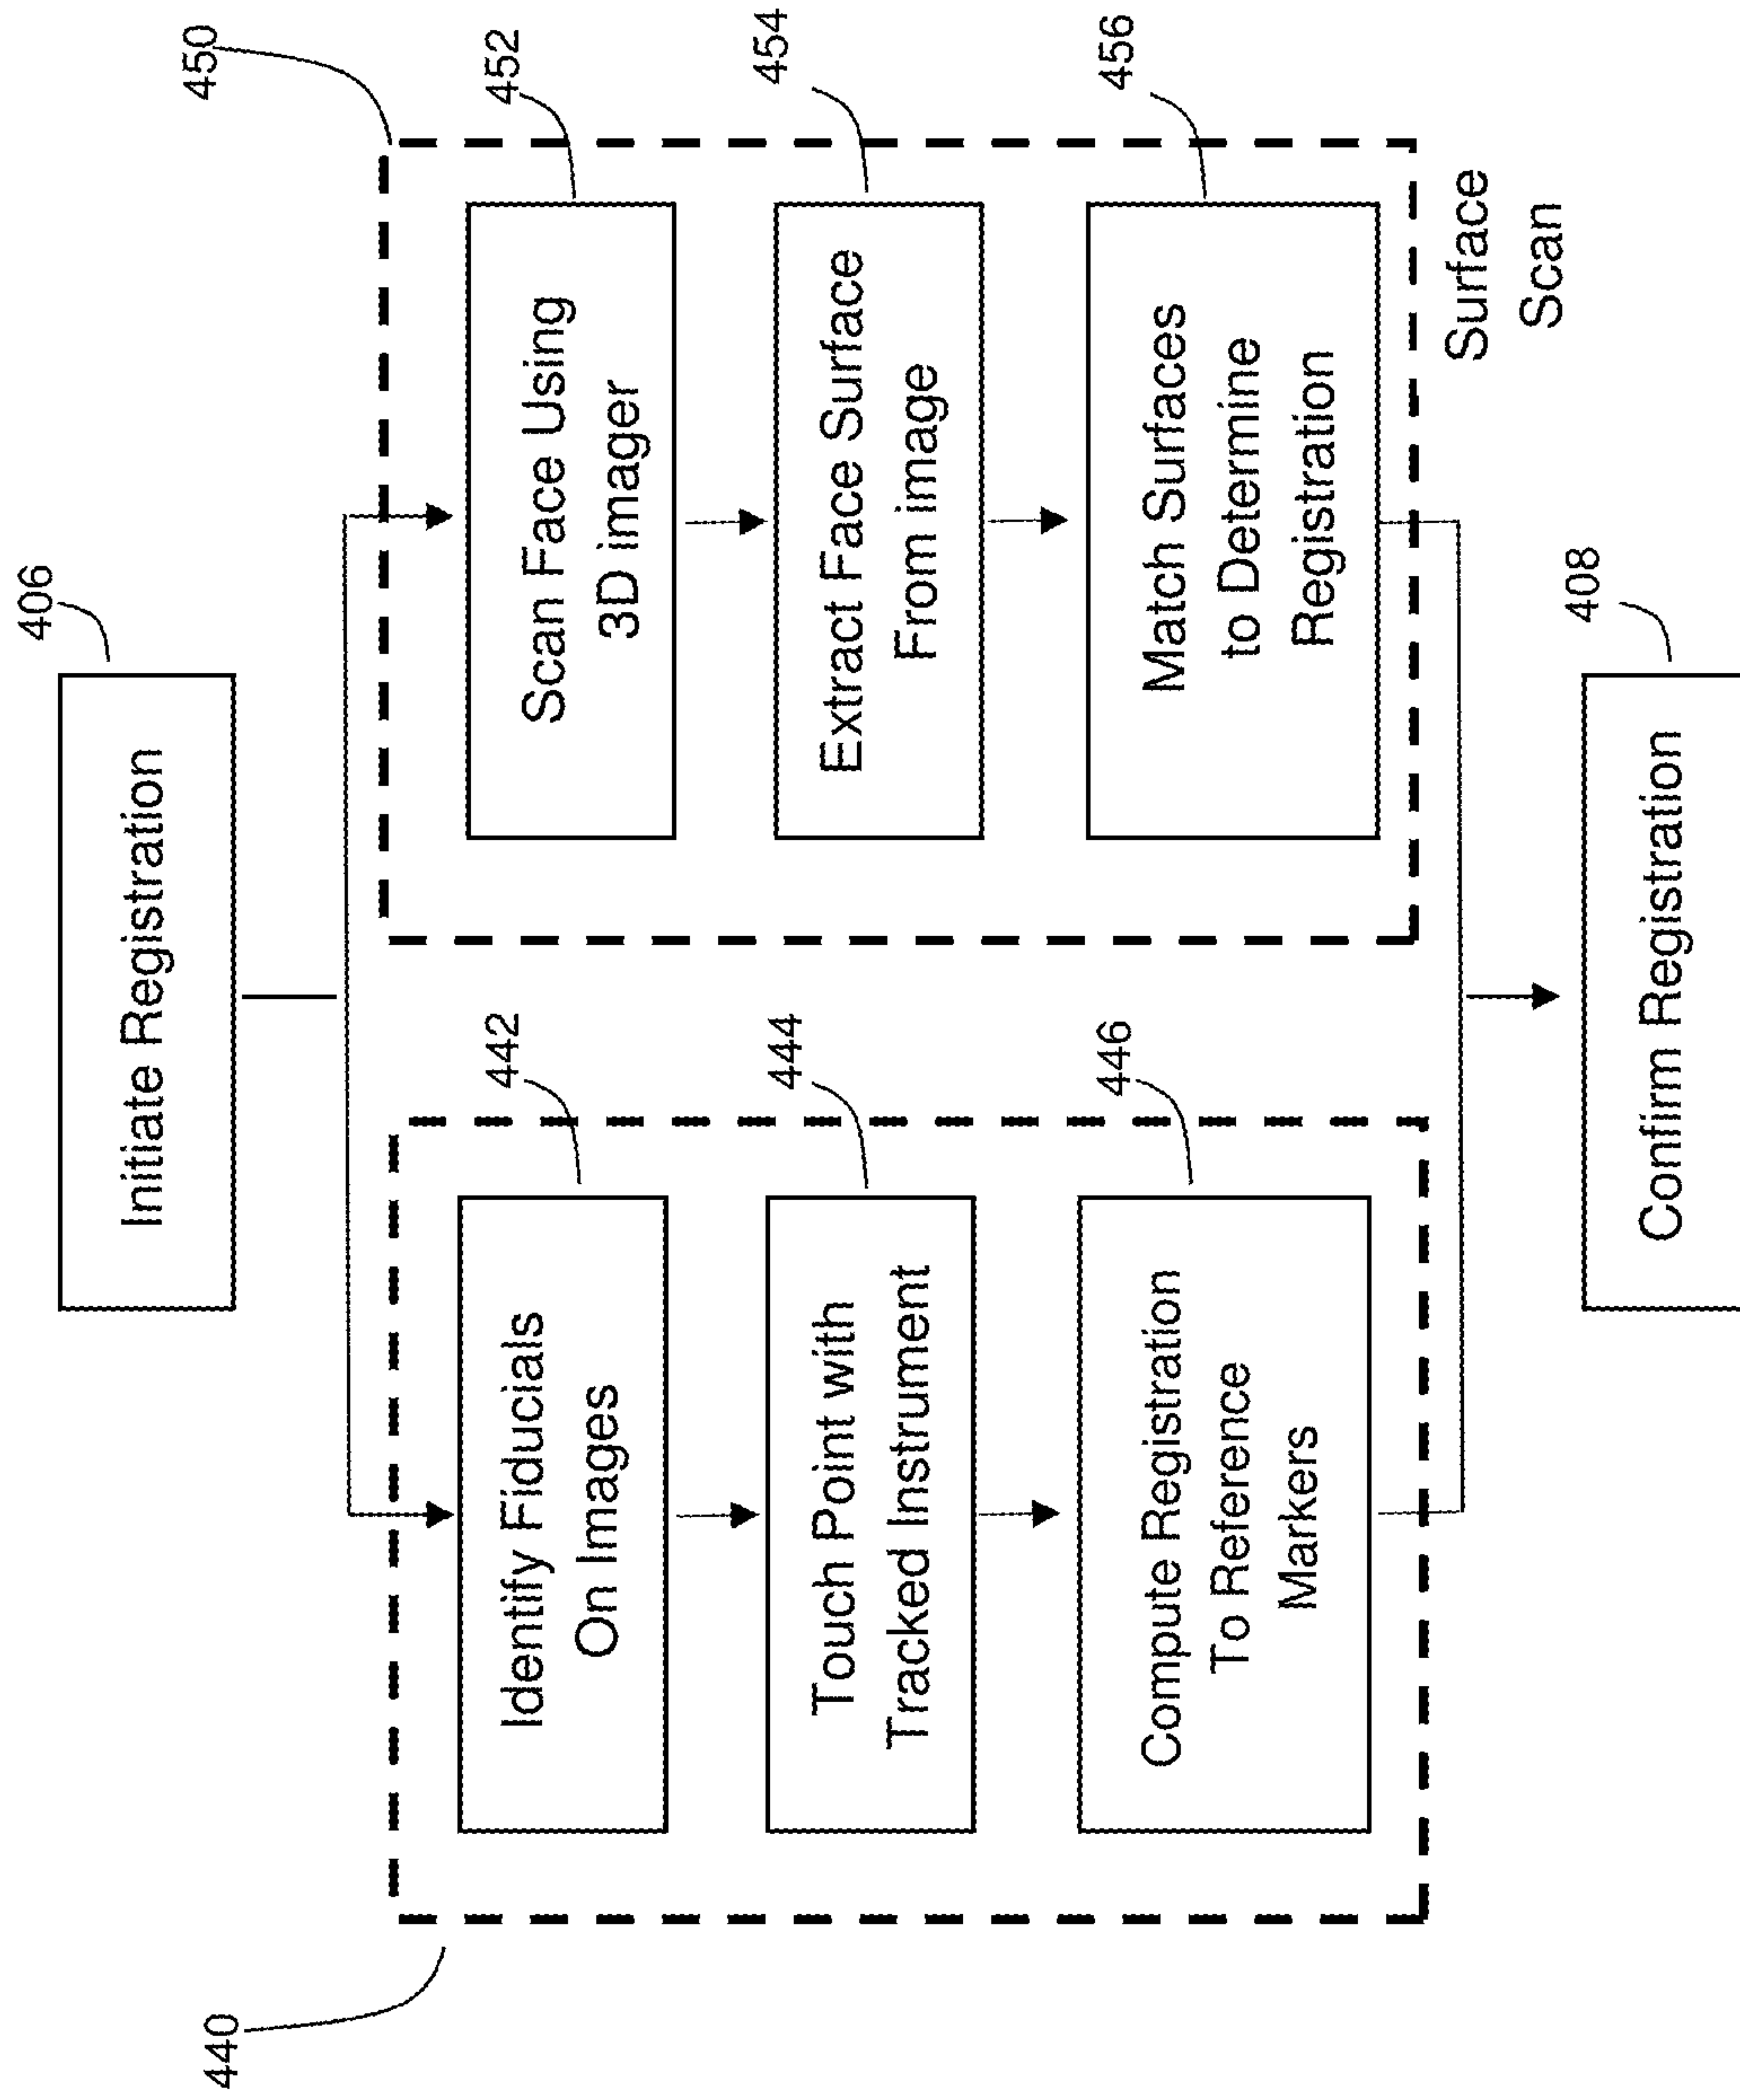 406
Initiate Registration
440
450
442
Identify Fiducials
On Images
452
Scan Face Using
3D imager
444
Touch Point with
Tracked Instrument
454
Extract Face Surface
From image
446
Compute Registration
To Reference
Markers
456
Match Surfaces
to Determine
Registration
Surface
Scan
408
Confirm Registration